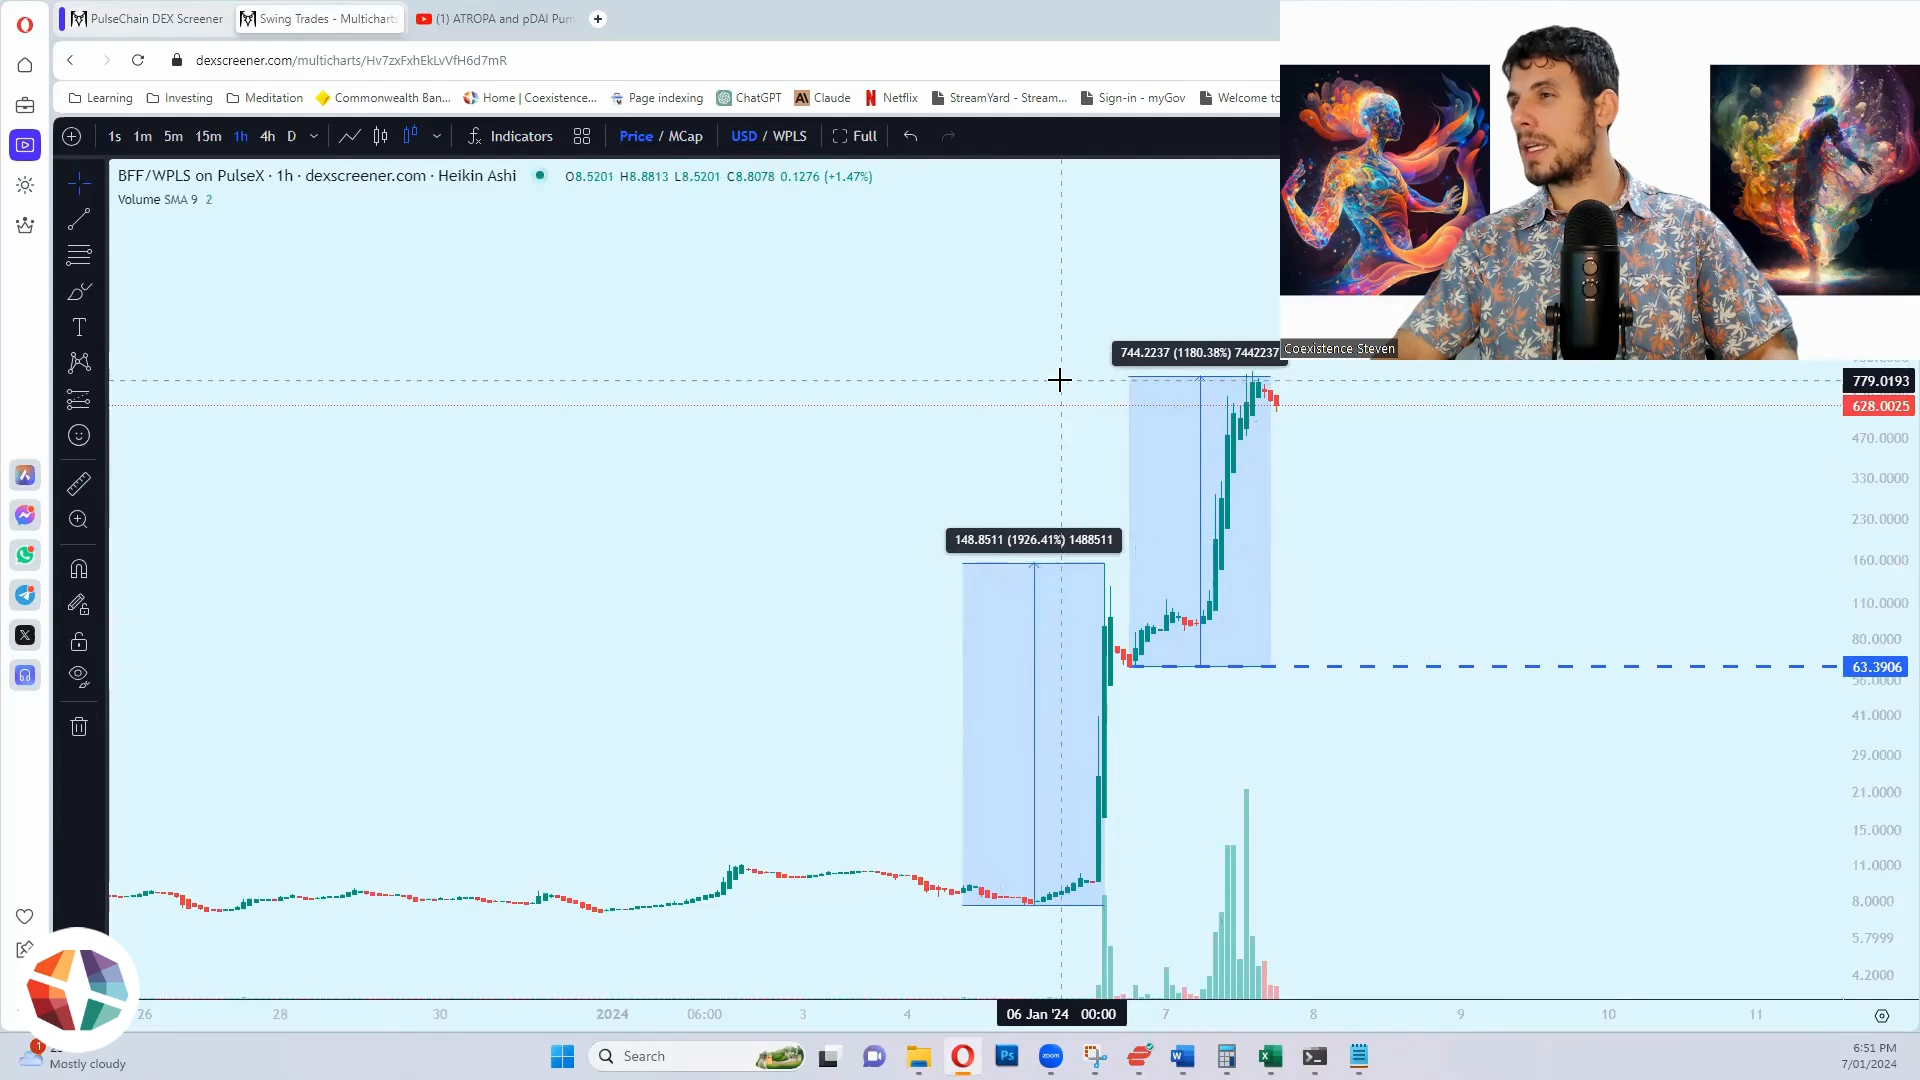 PulseChain DEX Screener
Swing Trades - Multicharts
(1) ATROPA and pDAI Pum
dexscreener.com/multicharts/Hv7zxFxhEkLvVfH6d7mR
Learning
Investing
Meditation
Commonwealth Ban...
Home | Coexistence...
Page indexing
ChatGPT
Claude
Netflix
StreamYard - Stream...
Sign-in - myGov
Welcome to
1s 1m 5m 15m 1h 4h D
Indicators
Price / MCap
USD / WPLS
Full
BFF/WPLS on PulseX · 1h · dexscreener.com · Heikin Ashi
O8.5201 H8.8813 L8.5201 C8.8078 0.1276 (+1.47%)
Volume SMA 9 2
Coexistence Steven
744.2237 (1180.38%) 7442237
148.8511 (1926.41%) 1488511
779.0193
628.0025
470.0000
330.0000
230.0000
160.0000
110.0000
80.0000
63.3906
56.0000
41.0000
29.0000
21.0000
15.0000
11.0000
8.0000
5.7999
4.2000
26 28 30 2024 06:00 3 4 06 Jan '24 00:00 7 8 9 10 11
1
Mostly cloudy
Search
Ps
zoom
6:51 PM
7/01/2024